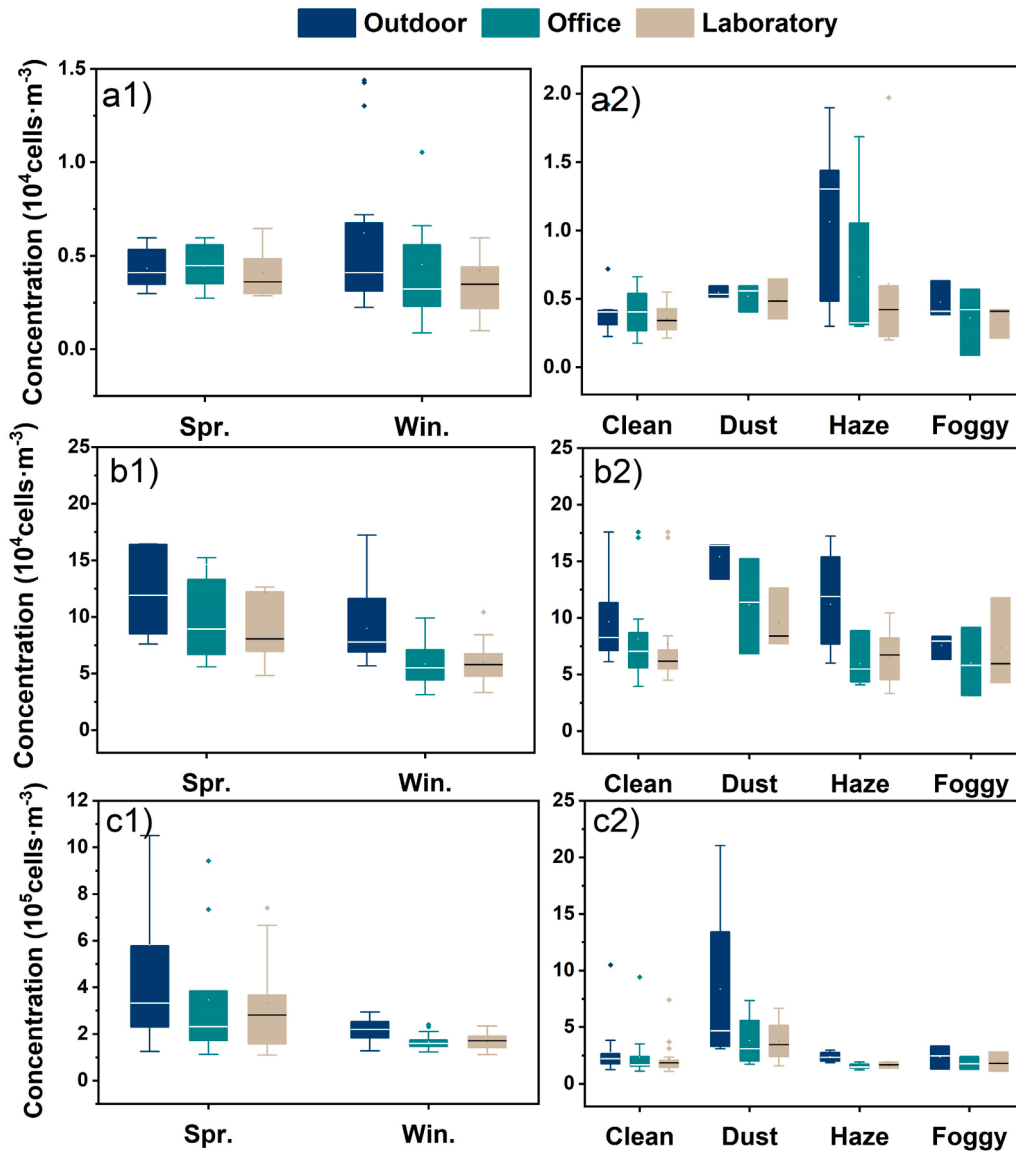 Outdoor Office Laboratory
a1)
Concentration (10⁴cells·m⁻³)
1.5
1.0
0.5
0.0
Spr. Win.
a2)
2.0
1.5
1.0
0.5
0.0
Clean Dust Haze Foggy
b1)
Concentration (10⁴cells·m⁻³)
25
20
15
10
5
0
Spr. Win.
b2)
25
20
15
10
5
0
Clean Dust Haze Foggy
c1)
Concentration (10⁵cells·m⁻³)
12
10
8
6
4
2
0
Spr. Win.
c2)
25
20
15
10
5
0
Clean Dust Haze Foggy